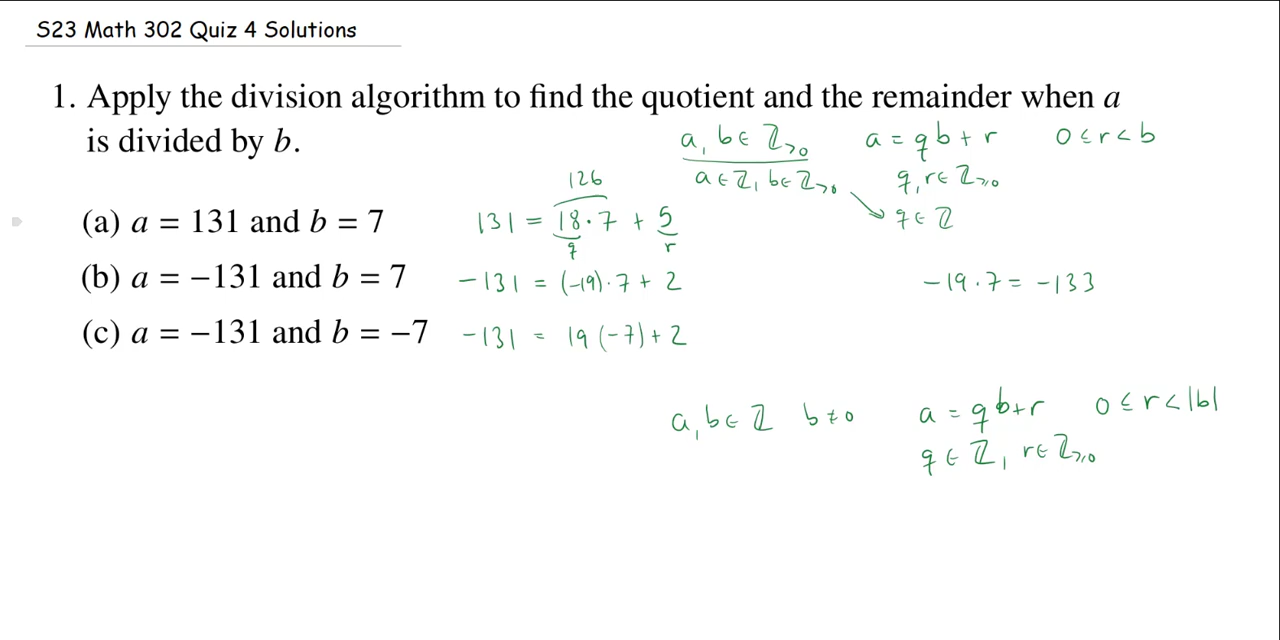 S23 Math 302 Quiz 4 Solutions
1. Apply the division algorithm to find the quotient and the remainder when a
is divided by b.
a, b ∈ ℤ>0 a = qb + r 0 ≤ r < b
a ∈ ℤ, b ∈ ℤ>0 q, r ∈ ℤ≥0
q ∈ ℤ
126
(a) a = 131 and b = 7 131 = 18 · 7 + 5
q r
(b) a = −131 and b = 7 −131 = (−19) · 7 + 2 −19 · 7 = −133
(c) a = −131 and b = −7 −131 = 19 (−7) + 2
a, b ∈ ℤ b ≠ 0 a = qb + r 0 ≤ r < |b|
q ∈ ℤ, r ∈ ℤ≥0